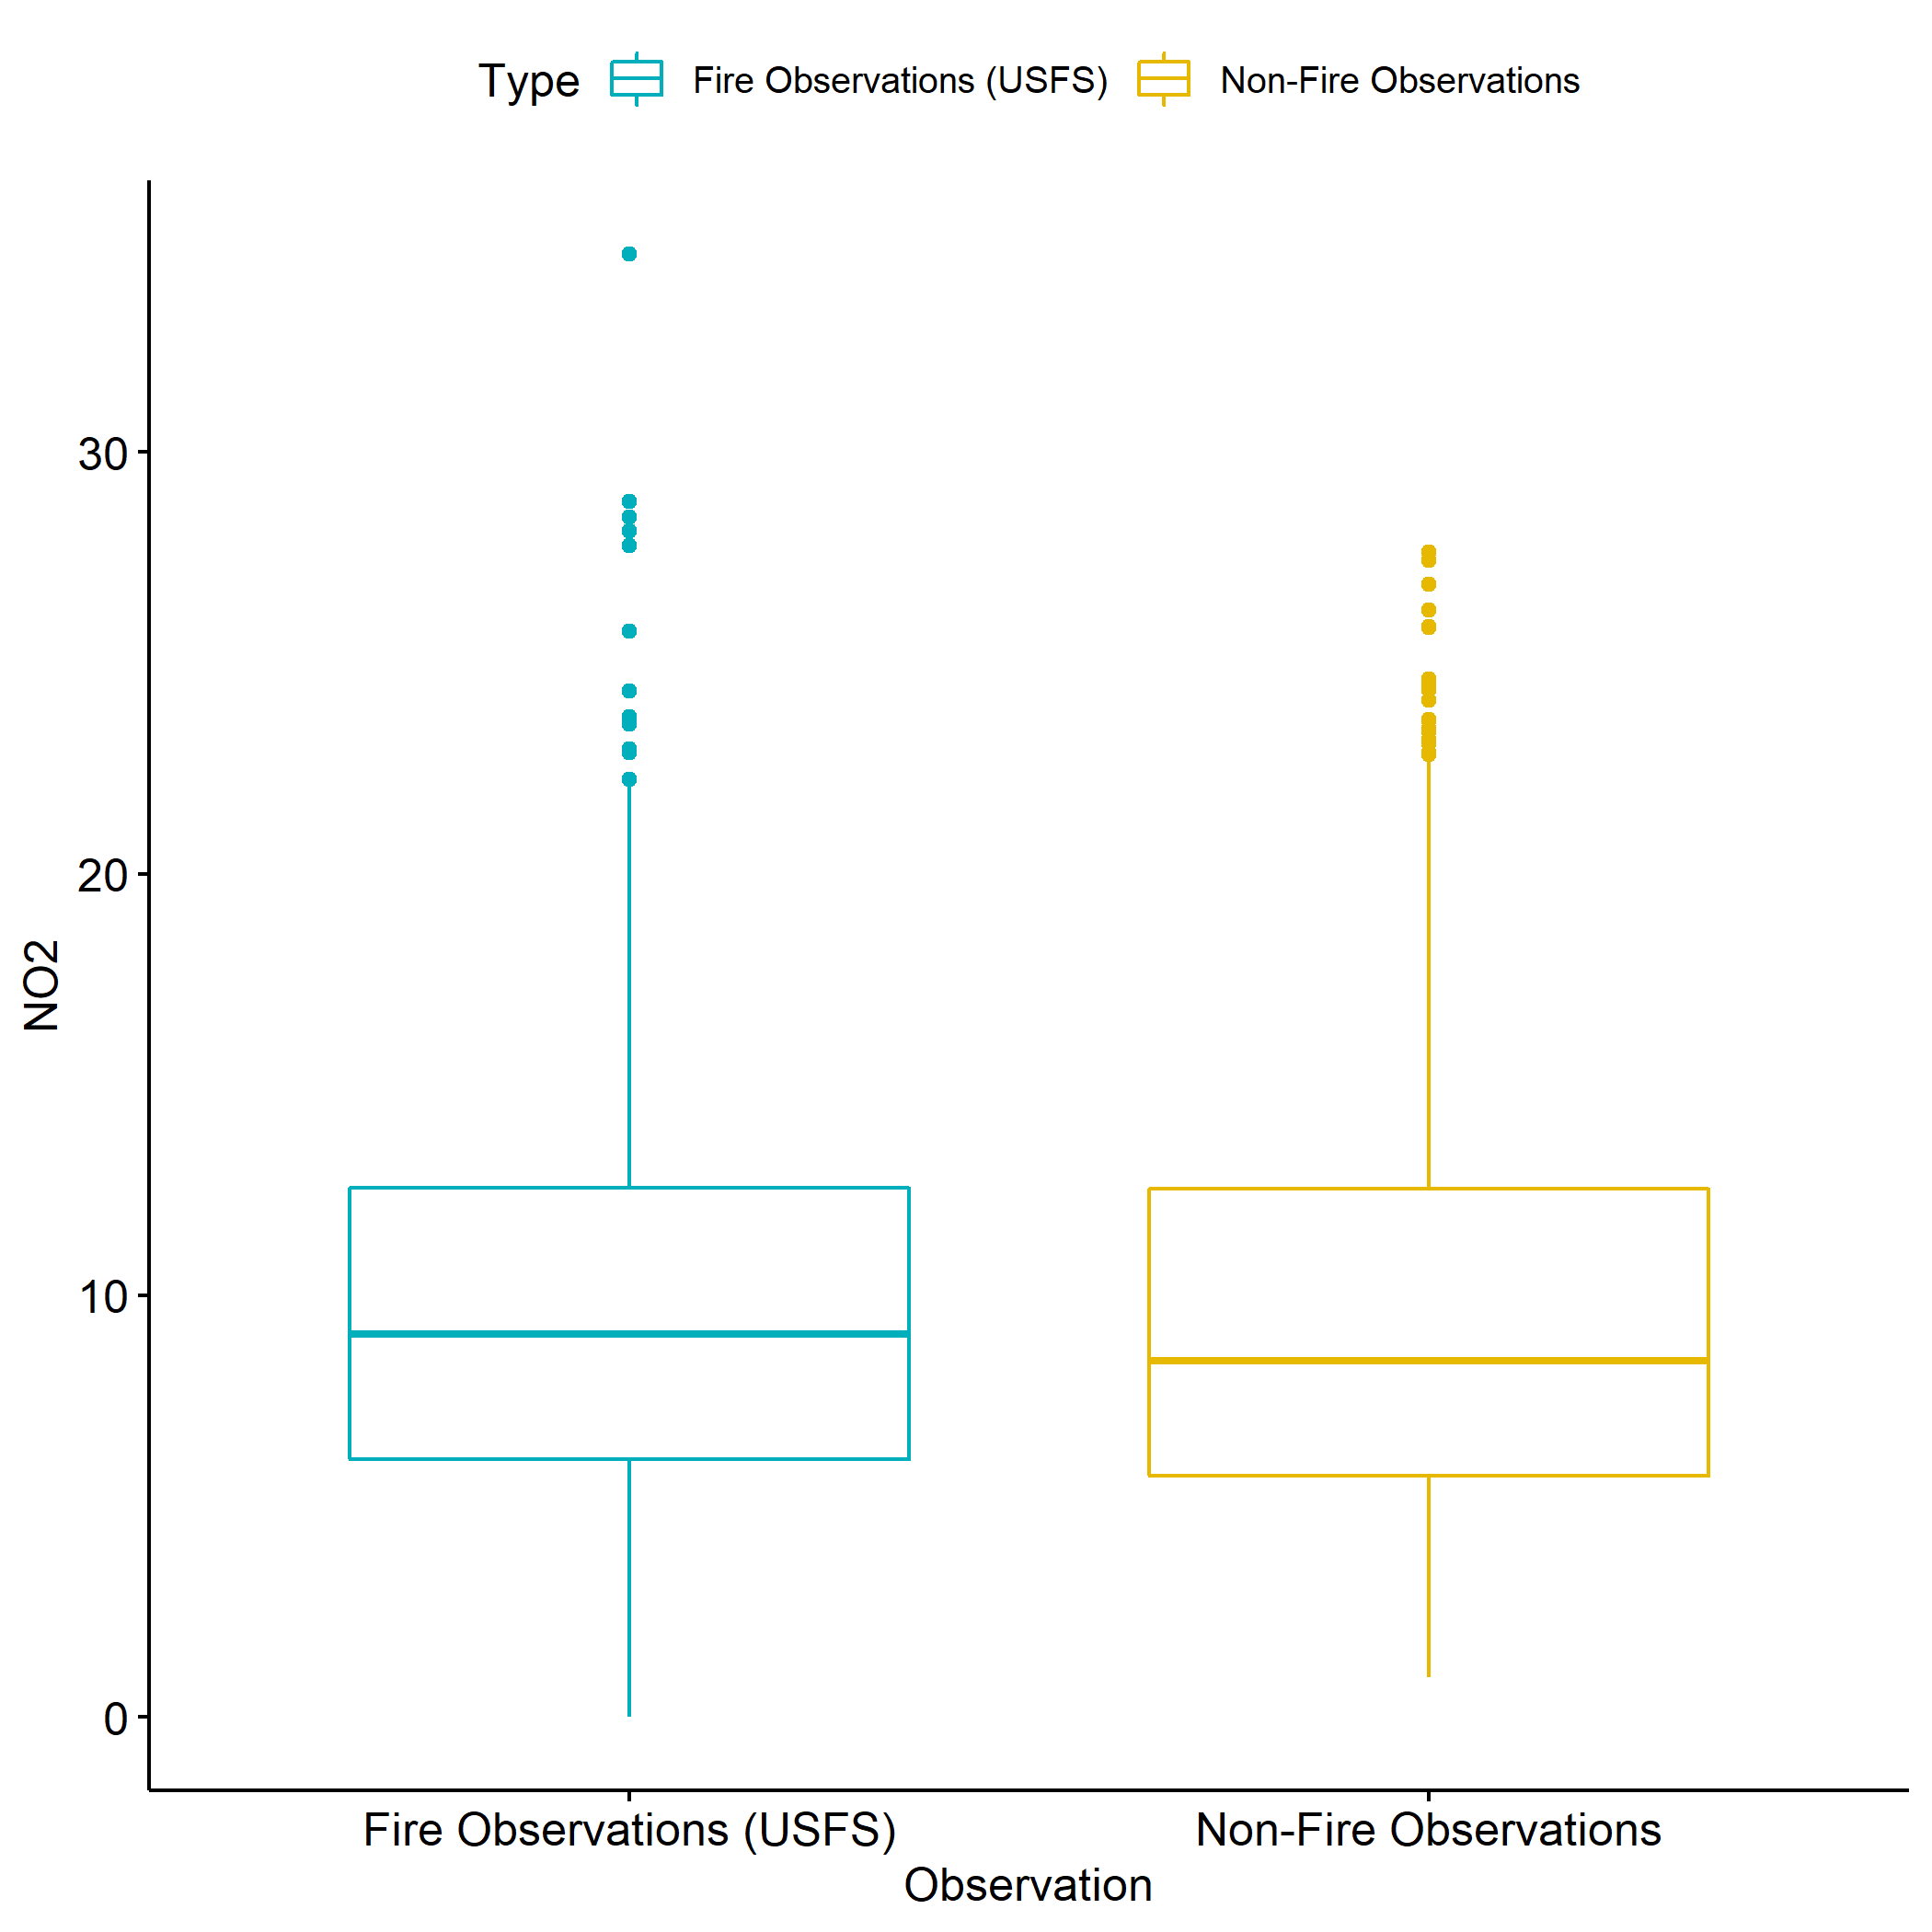 Type Fire Observations (USFS) Non-Fire Observations
30
20
10
0
NO2
Fire Observations (USFS) Non-Fire Observations
Observation